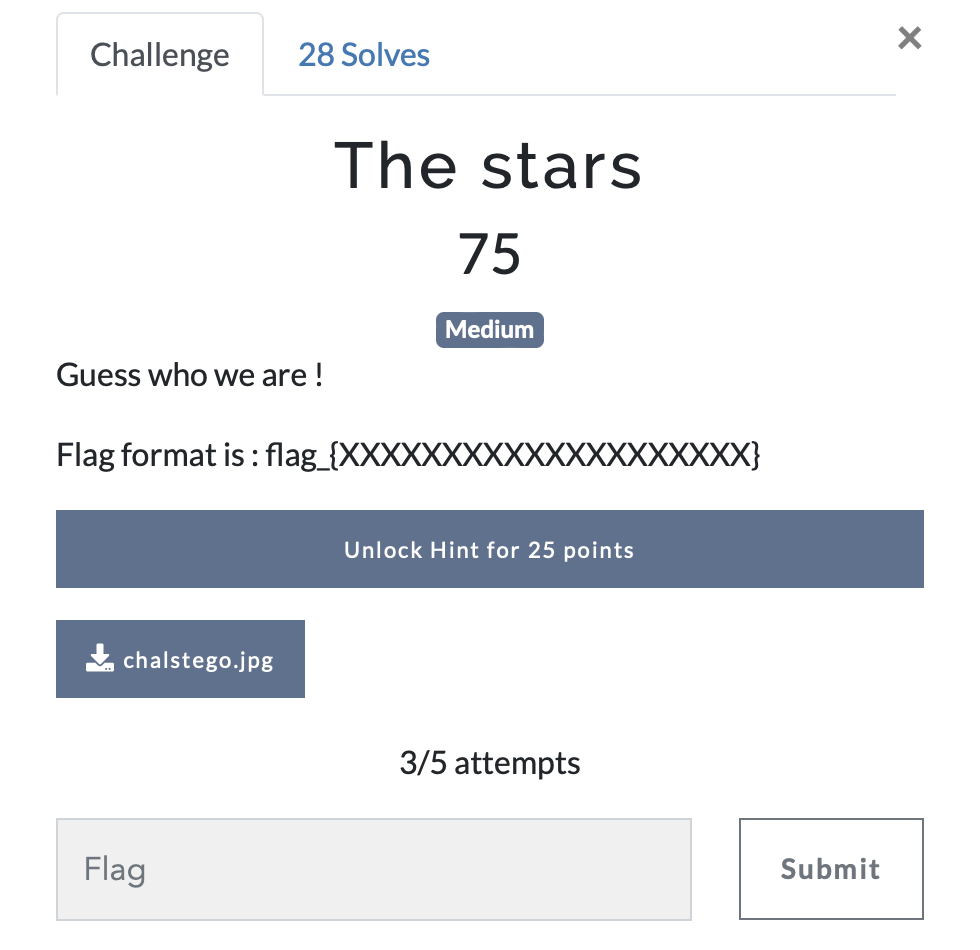 Challenge
28 Solves
×
The stars
75
Medium
Guess who we are !
Flag format is : flag_{XXXXXXXXXXXXXXXXXXXX}
Unlock Hint for 25 points
chalstego.jpg
3/5 attempts
Flag
Submit